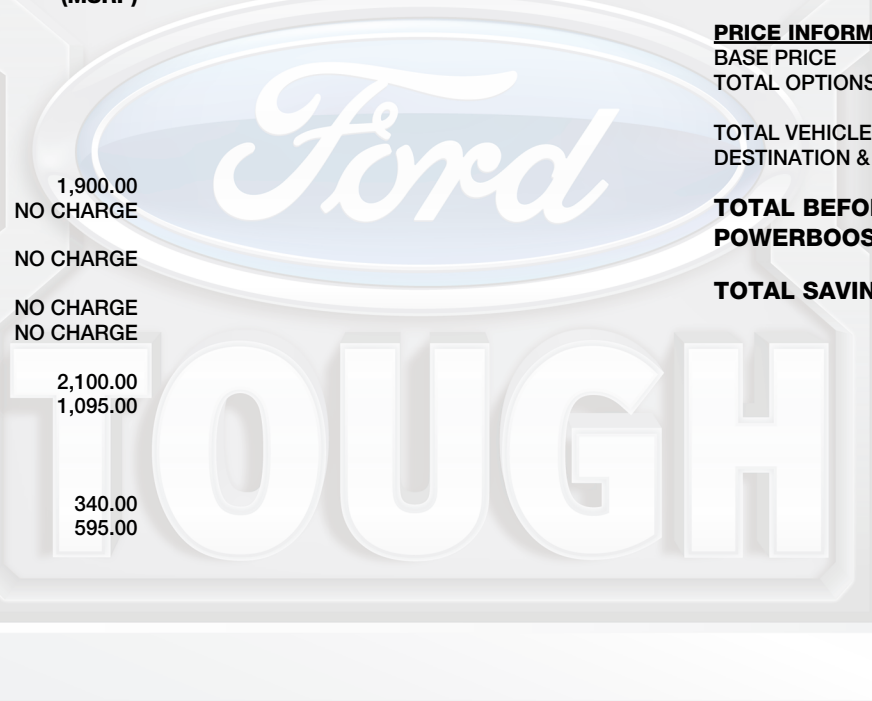 (MSRP)
1,900.00
NO CHARGE
NO CHARGE
NO CHARGE
NO CHARGE
2,100.00
1,095.00
340.00
595.00
PRICE INFORM
BASE PRICE
TOTAL OPTIONS
TOTAL VEHICLE
DESTINATION &
TOTAL BEFO
POWERBOOS
TOTAL SAVIN
Ford
TOUGH